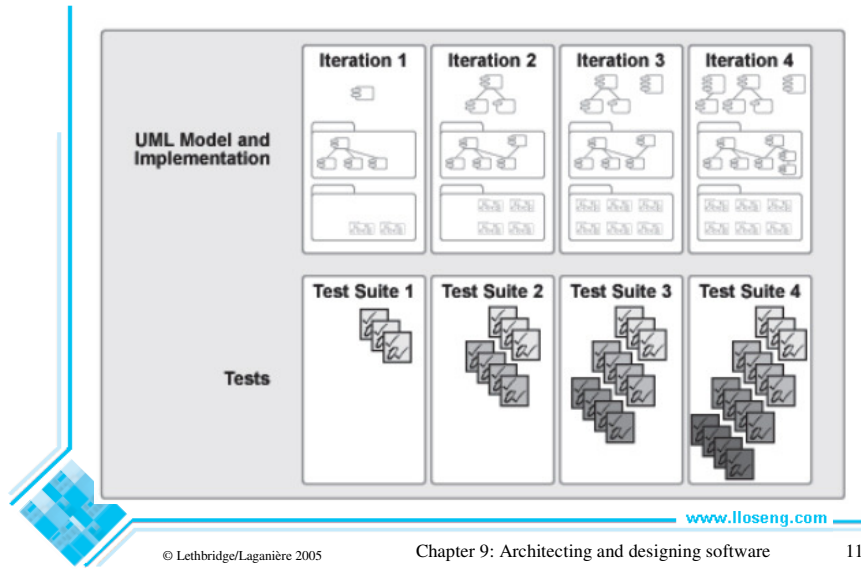 Iteration 1
Iteration 2
Iteration 3
Iteration 4
UML Model and
Implementation
Test Suite 1
Test Suite 2
Test Suite 3
Test Suite 4
Tests
www.lloseng.com
© Lethbridge/Laganière 2005
Chapter 9: Architecting and designing software
11